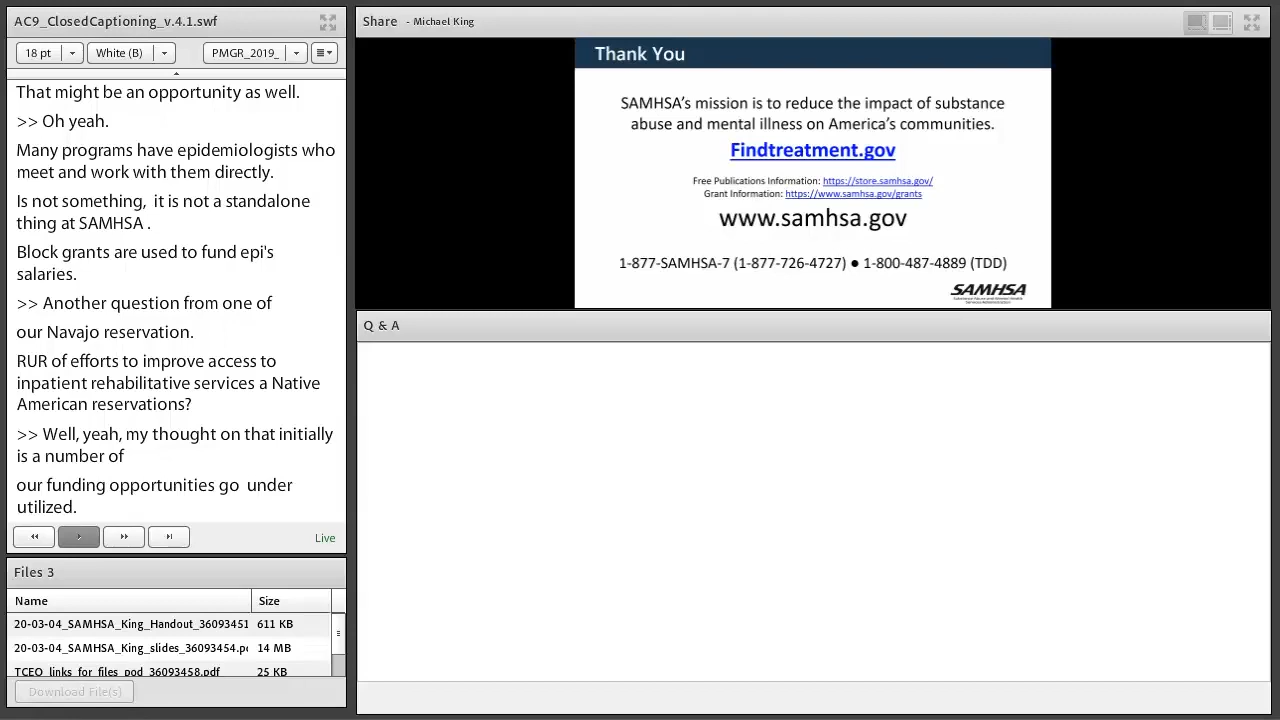 AC9_ClosedCaptioning_v.4.1.swf
18 pt
White (B)
PMGR_2019_
That might be an opportunity as well.
>> Oh yeah.
Many programs have epidemiologists who
meet and work with them directly.
Is not something, it is not a standalone
thing at SAMHSA .
Block grants are used to fund epi's
salaries.
>> Another question from one of
our Navajo reservation.
RUR of efforts to improve access to
inpatient rehabilitative services a Native
American reservations?
>> Well, yeah, my thought on that initially
is a number of
our funding opportunities go under
utilized.
Live
Files 3
Name Size
20-03-04_SAMHSA_King_Handout_36093451 611 KB
20-03-04_SAMHSA_King_slides_36093454.pc 14 MB
TCEO_links_for_files_pod_36093458.pdf 25 KB
Download File(s)
Share - Michael King
Thank You
SAMHSA's mission is to reduce the impact of substance
abuse and mental illness on America's communities.
Findtreatment.gov
Free Publications Information: https://store.samhsa.gov/
Grant Information: https://www.samhsa.gov/grants
www.samhsa.gov
1-877-SAMHSA-7 (1-877-726-4727) ● 1-800-487-4889 (TDD)
SAMHSA
Substance Abuse and Mental Health
Services Administration
Q & A